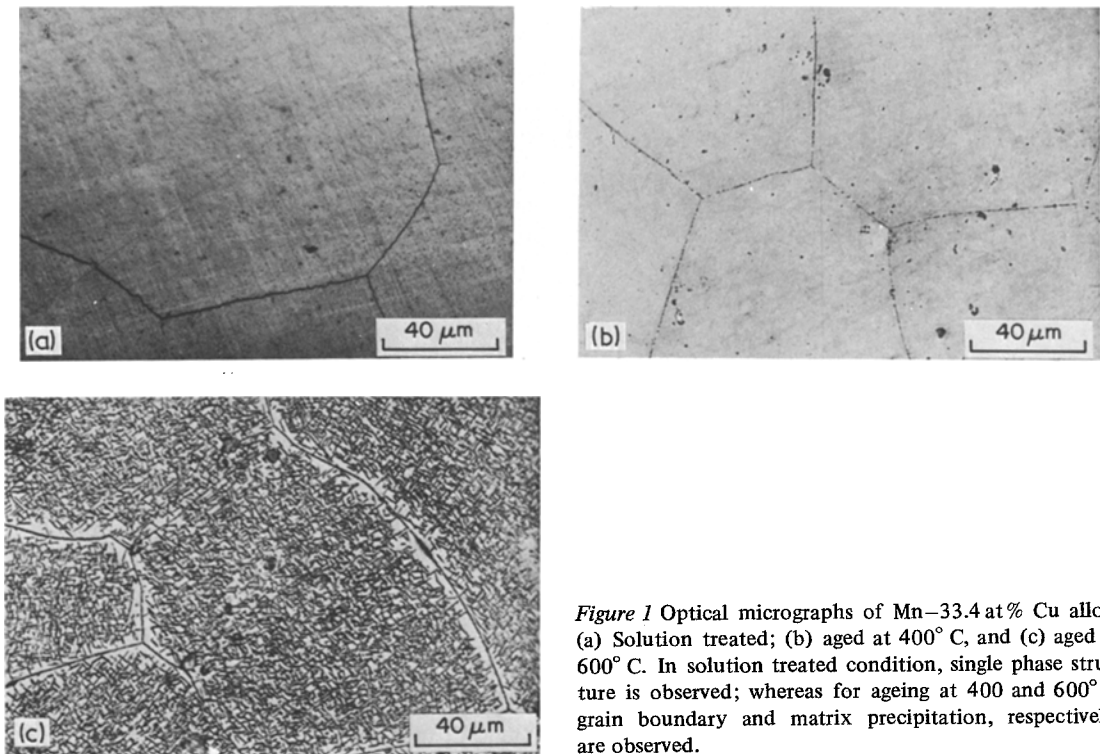 (a)
40 μm
(b)
40 μm
(c)
40 μm
Figure 1 Optical micrographs of Mn–33.4 at % Cu allo
(a) Solution treated; (b) aged at 400° C, and (c) aged
600° C. In solution treated condition, single phase stru
ture is observed; whereas for ageing at 400 and 600°
grain boundary and matrix precipitation, respectivel
are observed.